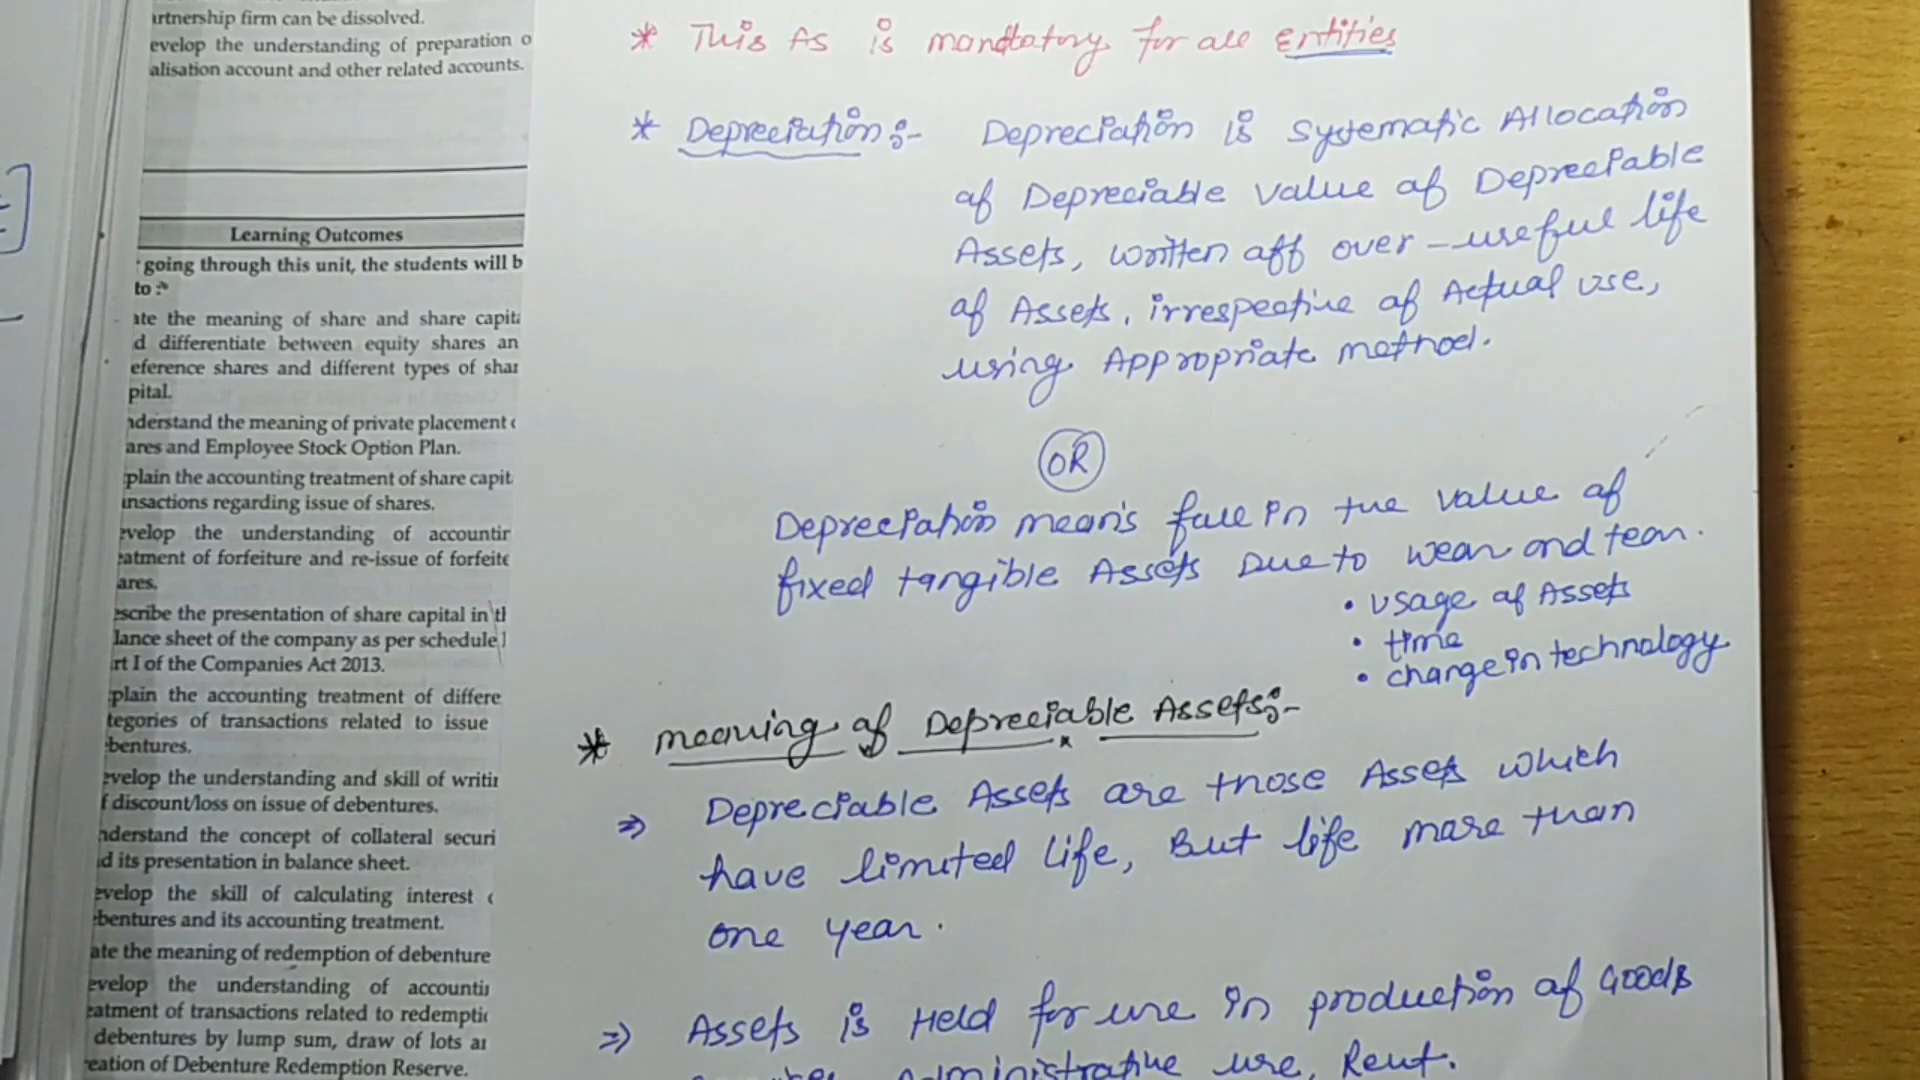 artnership firm can be dissolved.
evelop the understanding of preparation o
alisation account and other related accounts.
Learning Outcomes
going through this unit, the students will b
to :
ate the meaning of share and share capita
d differentiate between equity shares an
eference shares and different types of shar
pital.
nderstand the meaning of private placement
ares and Employee Stock Option Plan.
plain the accounting treatment of share capit
ansactions regarding issue of shares.
evelop the understanding of accountin
eatment of forfeiture and re-issue of forfeite
ares.
escribe the presentation of share capital in th
lance sheet of the company as per schedule
rt I of the Companies Act 2013.
plain the accounting treatment of differe
tegories of transactions related to issue
bentures.
evelop the understanding and skill of writin
f discount/loss on issue of debentures.
nderstand the concept of collateral securi
d its presentation in balance sheet.
evelop the skill of calculating interest
bentures and its accounting treatment.
ate the meaning of redemption of debenture
evelop the understanding of accountin
eatment of transactions related to redemptio
debentures by lump sum, draw of lots an
reation of Debenture Redemption Reserve.
* This AS is mandatory for all entities
* Depreciation :- Depreciation is systematic Allocation
of Depreciable value of Depreciable
Assets, written off over - useful life
of Assets, irrespective of Actual use,
using Appropriate method.
OR
Depreciation means fall in the value of
fixed tangible Assets Due to wear and tear.
• usage of Assets
• time
• change in technology
* meaning of Depreciable Assets :-
⇒ Depreciable Assets are those Assets which
have limited life, But life more than
one year.
⇒ Assets is Held for use in production of Goods
Administrative use, Rent.